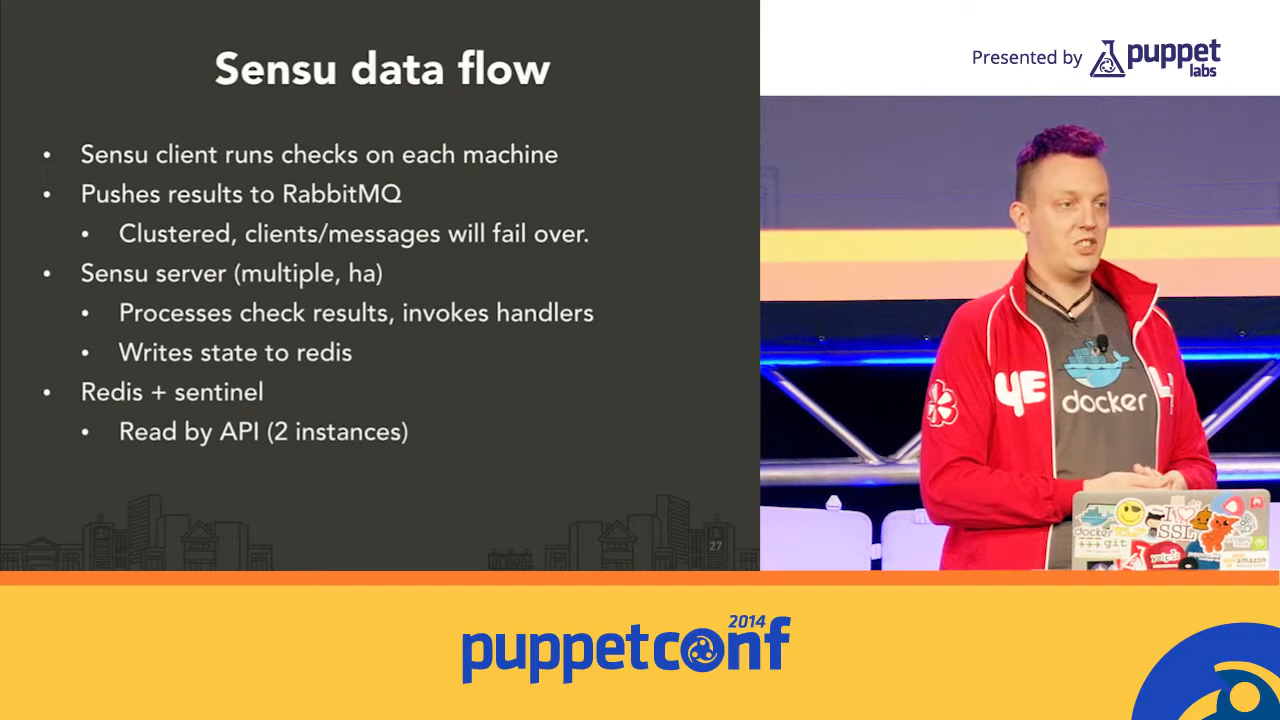 Sensu data flow
• Sensu client runs checks on each machine
• Pushes results to RabbitMQ
• Clustered, clients/messages will fail over.
• Sensu server (multiple, ha)
• Processes check results, invokes handlers
• Writes state to redis
• Redis + sentinel
• Read by API (2 instances)
27
Presented by puppet labs
YE L
docker
docker
I SSL
git
amazon
2014
puppetconf